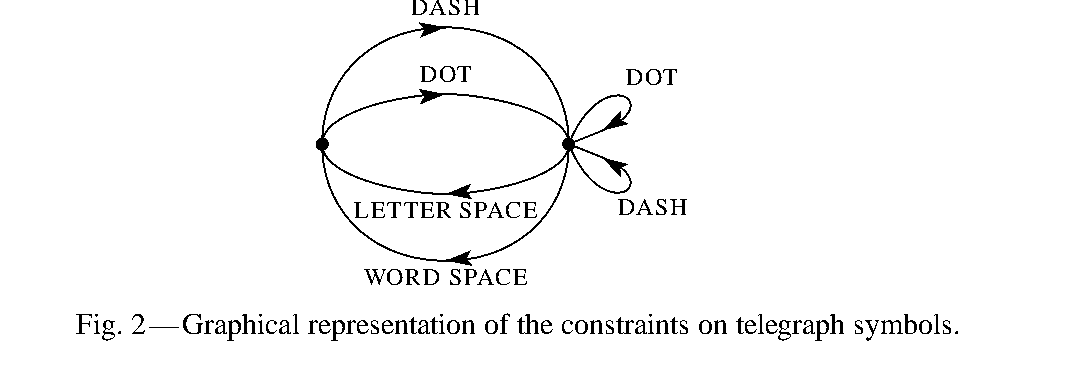 DASH
DOT
DOT
LETTER SPACE
DASH
WORD SPACE
Fig. 2—Graphical representation of the constraints on telegraph symbols.